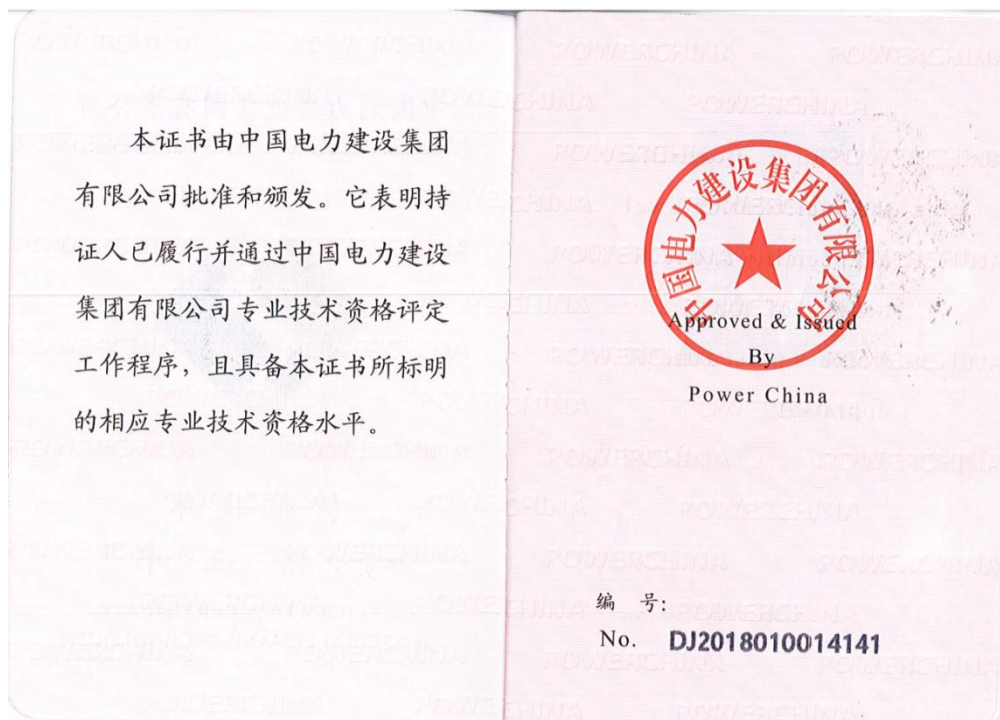 本证书由中国电力建设集团
有限公司批准和颁发。它表明持
证人已履行并通过中国电力建设
集团有限公司专业技术资格评定
工作程序，且具备本证书所标明
的相应专业技术资格水平。
中国电力建设集团有限公司
Approved & Issued
By
Power China
编 号:
No. DJ2018010014141